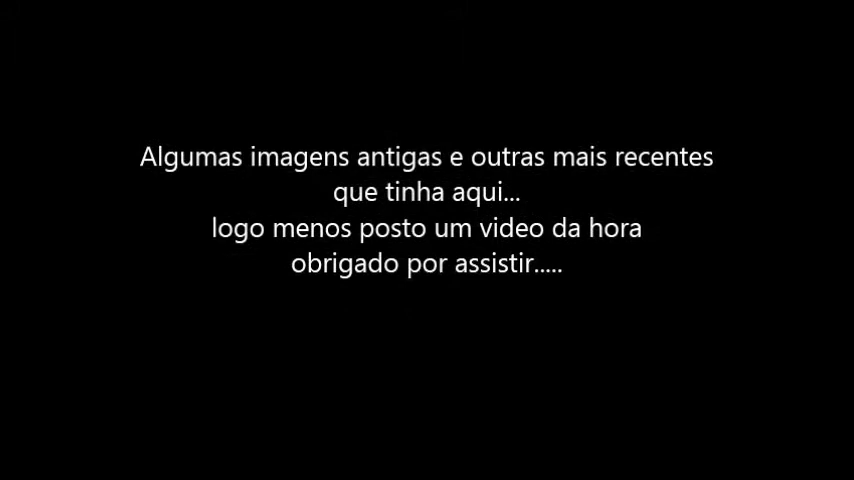 Algumas imagens antigas e outras mais recentes
que tinha aqui...
logo menos posto um video da hora
obrigado por assistir.....